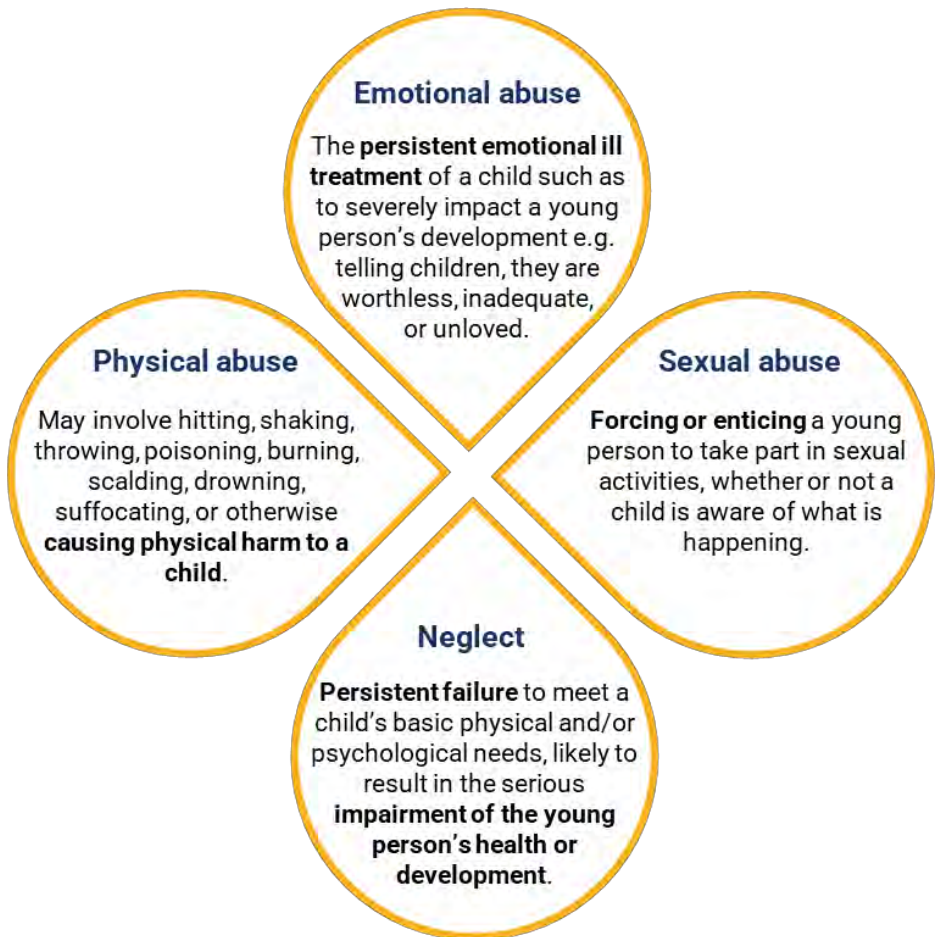 Emotional abuse
The persistent emotional ill
treatment of a child such as
to severely impact a young
person's development e.g.
telling children, they are
worthless, inadequate,
or unloved.
Physical abuse
May involve hitting, shaking,
throwing, poisoning, burning,
scalding, drowning,
suffocating, or otherwise
causing physical harm to a
child.
Sexual abuse
Forcing or enticing a young
person to take part in sexual
activities, whether or not a
child is aware of what is
happening.
Neglect
Persistent failure to meet a
child's basic physical and/or
psychological needs, likely to
result in the serious
impairment of the young
person's health or
development.